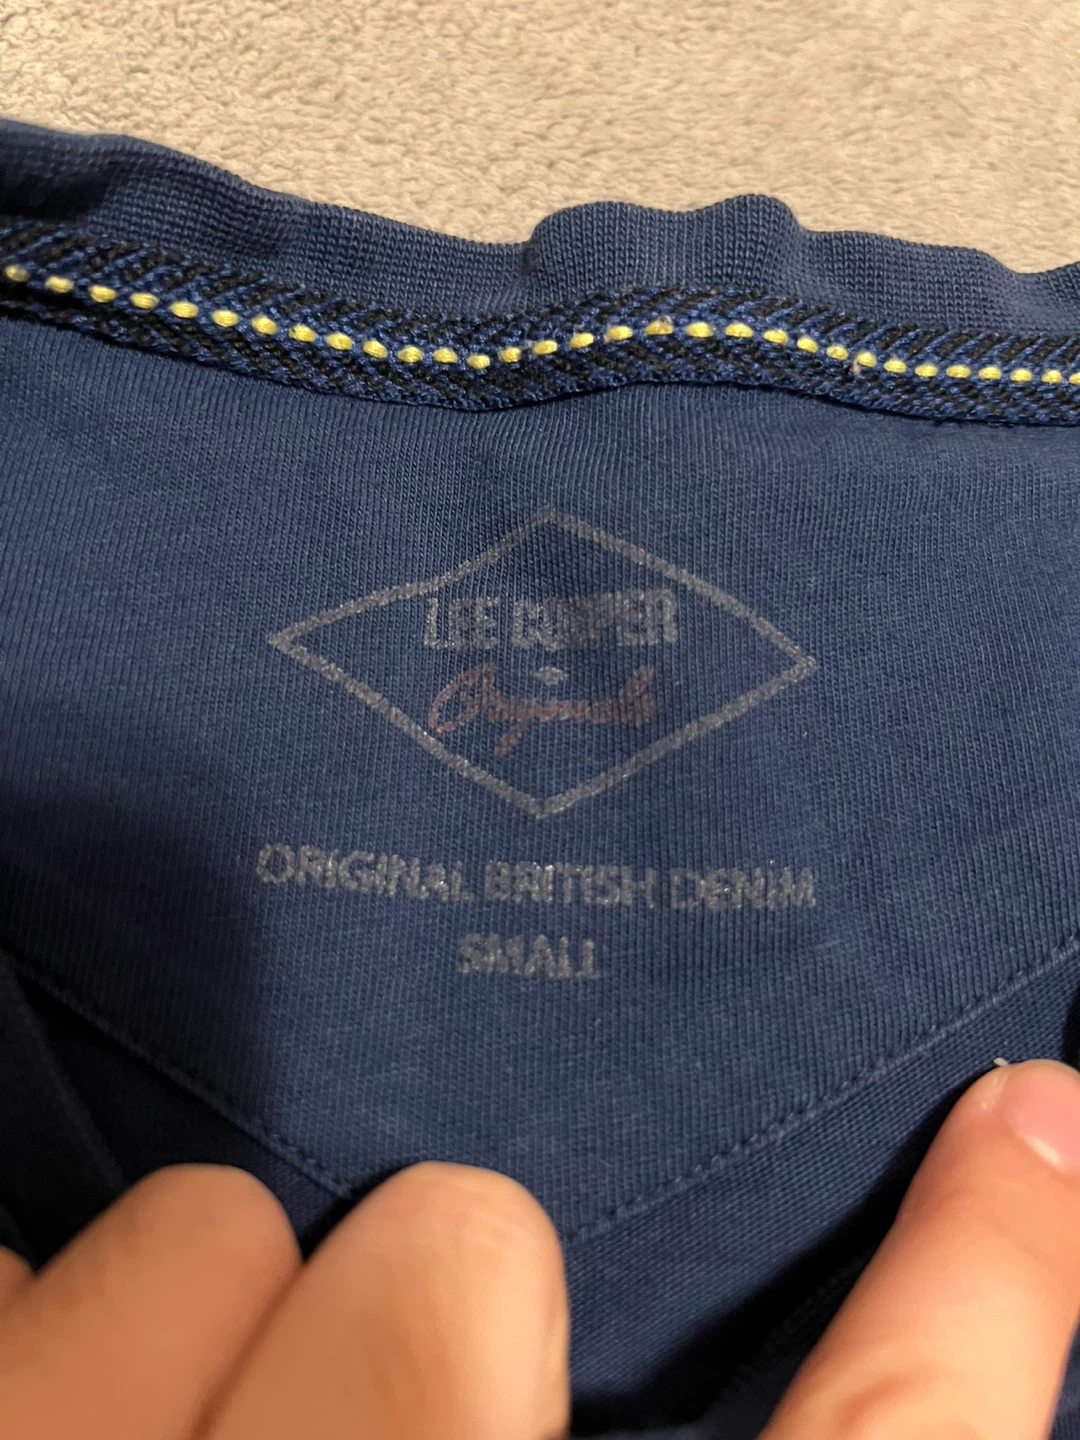 LEE COOPER
Originals
ORIGINAL BRITISH DENIM
SMALL